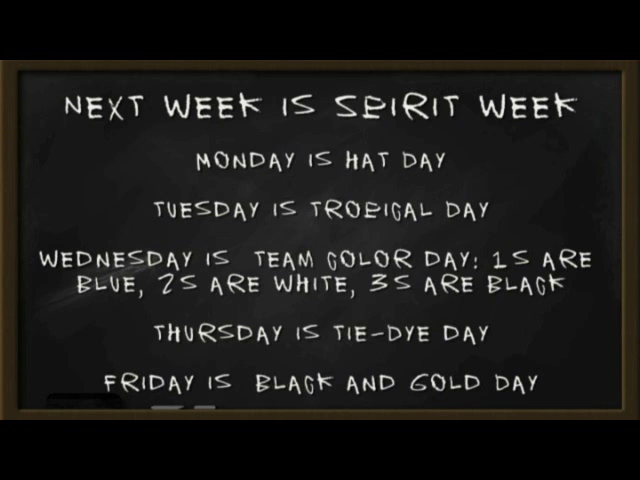 NEXT WEEK IS SPIRIT WEEK
MONDAY IS HAT DAY
TUESDAY IS TROPICAL DAY
WEDNESDAY IS TEAM COLOR DAY: 1S ARE
BLUE, 2S ARE WHITE, 3S ARE BLACK
THURSDAY IS TIE-DYE DAY
FRIDAY IS BLACK AND GOLD DAY